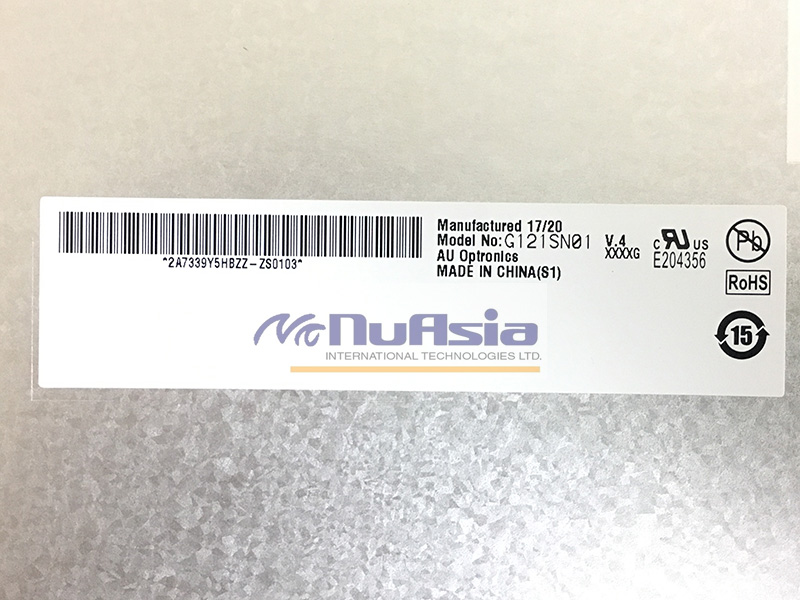 *2A7339Y5HBZZ-ZS0103*
Manufactured 17/20
Model No:G121SN01 V.4
XXXXG
AU Optronics
MADE IN CHINA(S1)
c RU US
E204356
Pb
RoHS
15
NuAsia
INTERNATIONAL TECHNOLOGIES LTD.